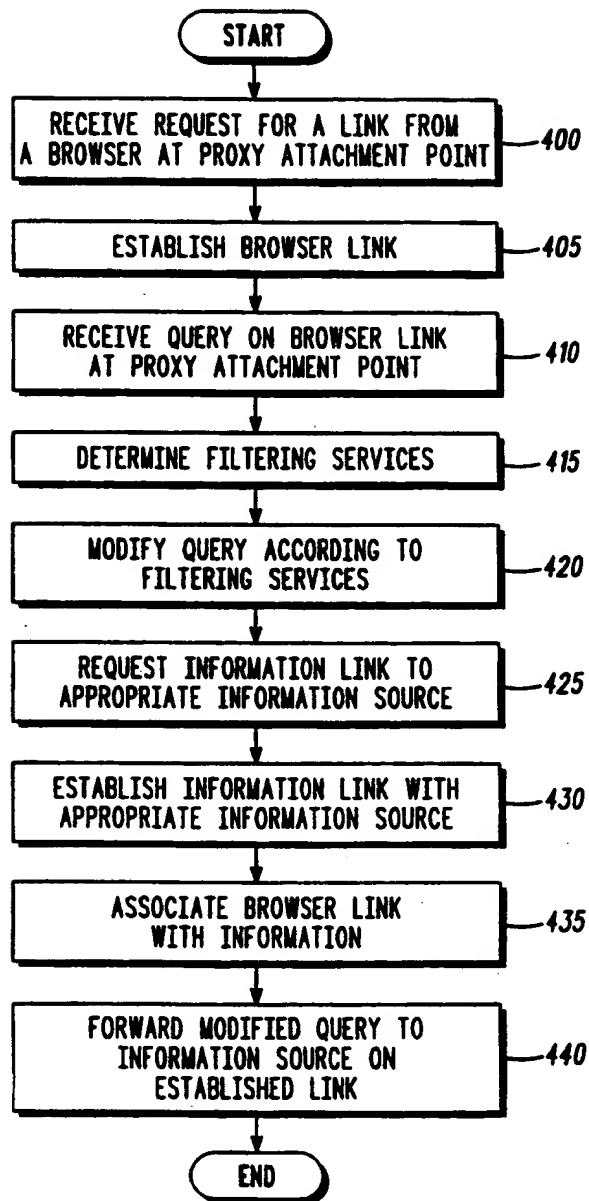 START
RECEIVE REQUEST FOR A LINK FROM
A BROWSER AT PROXY ATTACHMENT POINT
400
ESTABLISH BROWSER LINK
405
RECEIVE QUERY ON BROWSER LINK
AT PROXY ATTACHMENT POINT
410
DETERMINE FILTERING SERVICES
415
MODIFY QUERY ACCORDING TO
FILTERING SERVICES
420
REQUEST INFORMATION LINK TO
APPROPRIATE INFORMATION SOURCE
425
ESTABLISH INFORMATION LINK WITH
APPROPRIATE INFORMATION SOURCE
430
ASSOCIATE BROWSER LINK
WITH INFORMATION
435
FORWARD MODIFIED QUERY TO
INFORMATION SOURCE ON
ESTABLISHED LINK
440
END